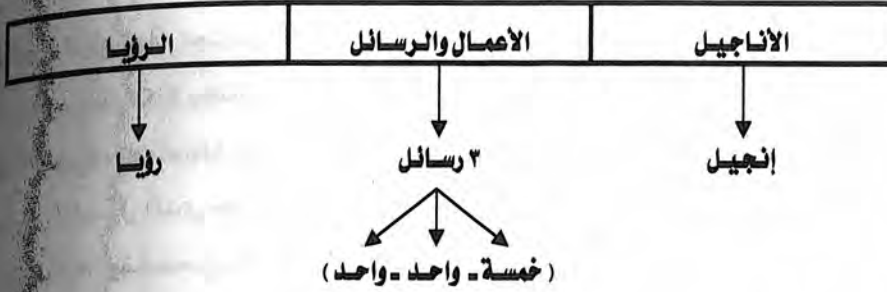 الأناجيل الأعمال والرسائل الرؤيا
إنجيل ٣ رسائل رؤيا
(خمسة - واحد - واحد)